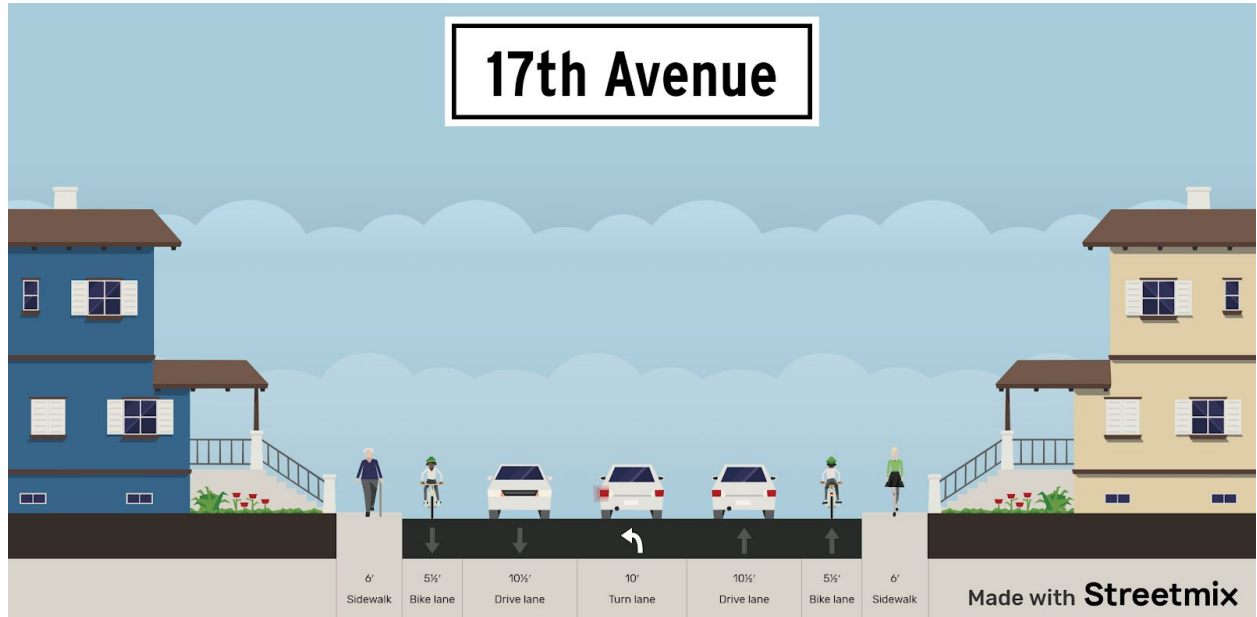 17th Avenue
6' 5½' 10½' 10' 10½' 5½' 6'
Sidewalk Bike lane Drive lane Turn lane Drive lane Bike lane Sidewalk
Made with Streetmix